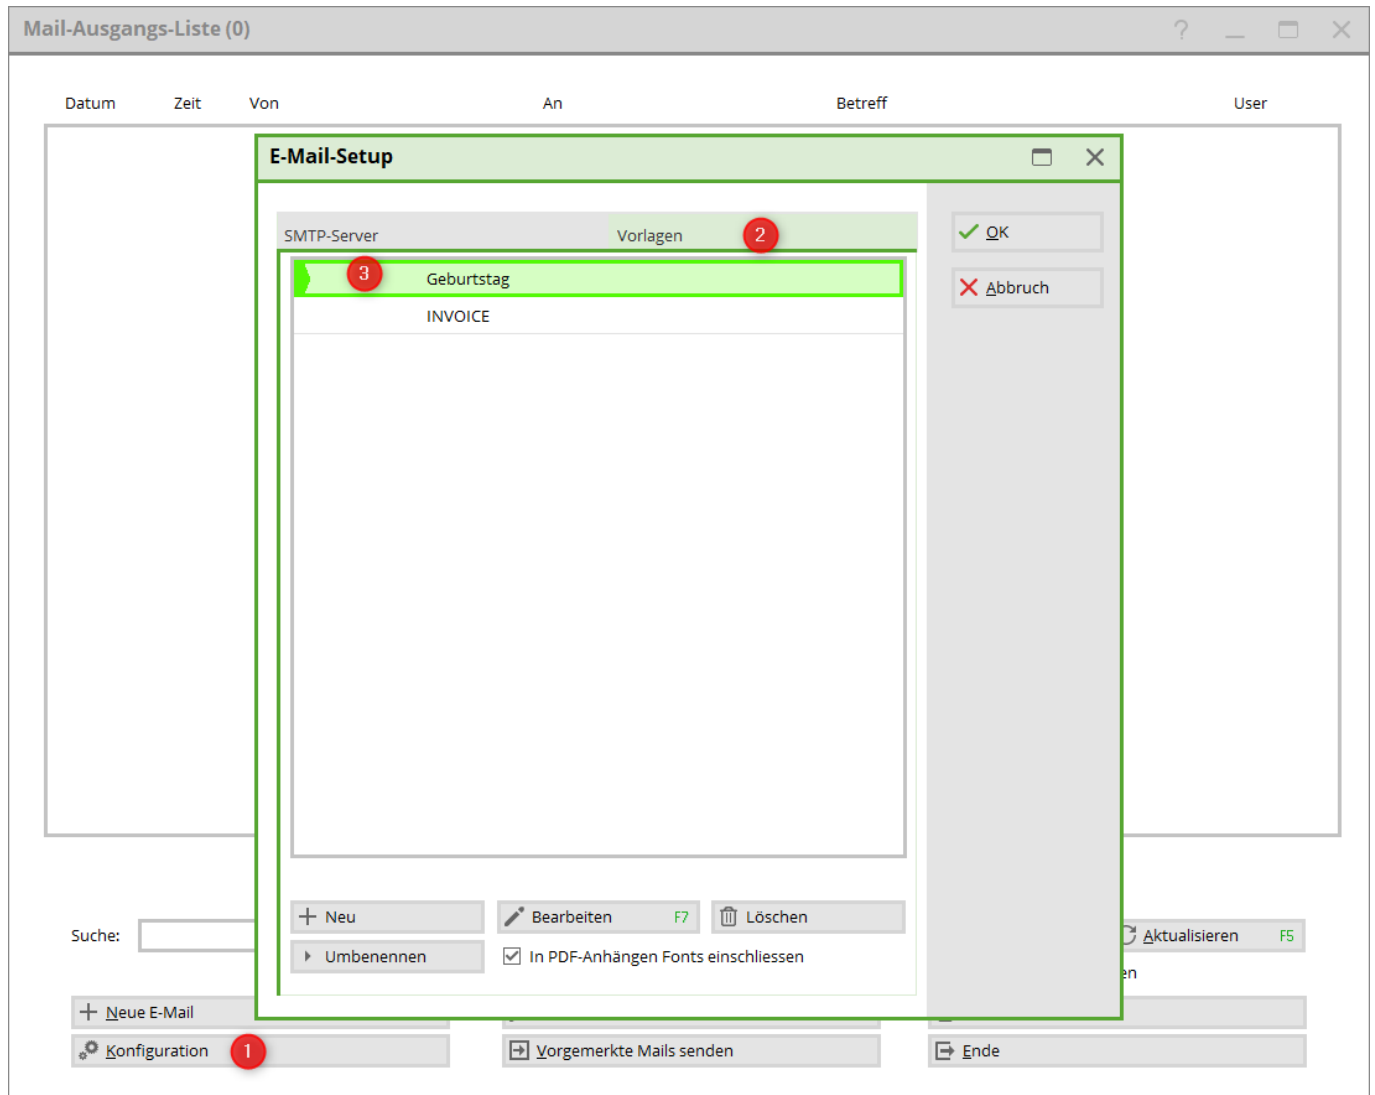 Mail-Ausgangs-Liste (0)
?
Datum Zeit Von An Betreff User
E-Mail-Setup
SMTP-Server Vorlagen 2
OK
3 Geburtstag
Abbruch
INVOICE
Neu Bearbeiten F7 Löschen
Suche: Aktualisieren F5
Umbenennen In PDF-Anhängen Fonts einschliessen
en
Neue E-Mail
Konfiguration 1 Vorgemerkte Mails senden Ende